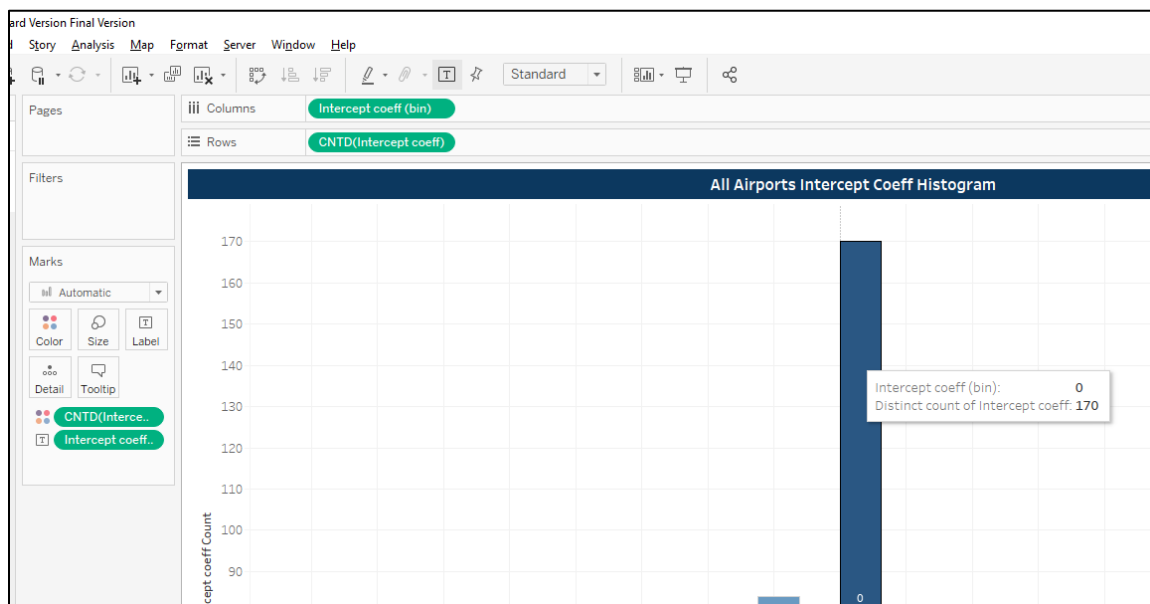 ard Version Final Version
Story Analysis Map Format Server Window Help
Standard
Pages
Columns
Intercept coeff (bin)
Rows
CNTD(Intercept coeff)
Filters
All Airports Intercept Coeff Histogram
Marks
Automatic
Color Size Label
Detail Tooltip
CNTD(Interce..
Intercept coeff..
170
160
150
140
130
120
110
100
90
cept coeff Count
Intercept coeff (bin): 0
Distinct count of Intercept coeff: 170
0